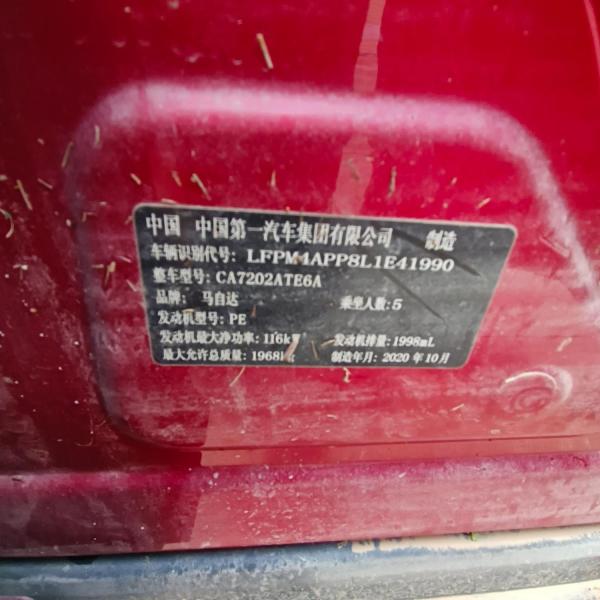 中国 中国第一汽车集团有限公司 制造
车辆识别代号: LFPM4APP8L1E41990
整车型号: CA7202ATE6A
品牌: 马自达 乘坐人数: 5
发动机型号: PE
发动机最大净功率: 116k 发动机排量: 1998mL
最大允许总质量: 1968k 制造年月: 2020 年 10月